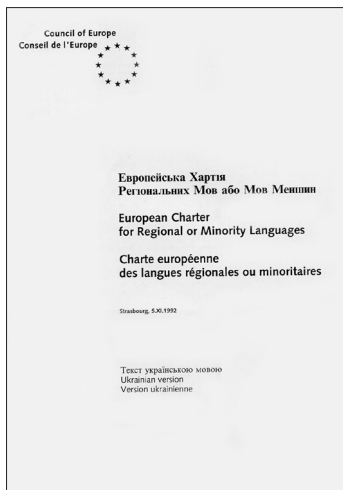 Council of Europe
Conseil de l'Europe
Европейська Хартія
Регіональних Мов або Мов Меншин
European Charter
for Regional or Minority Languages
Charte européenne
des langues régionales ou minoritaires
Strasbourg, 5.XI.1992
Текст українською мовою
Ukrainian version
Version ukrainienne